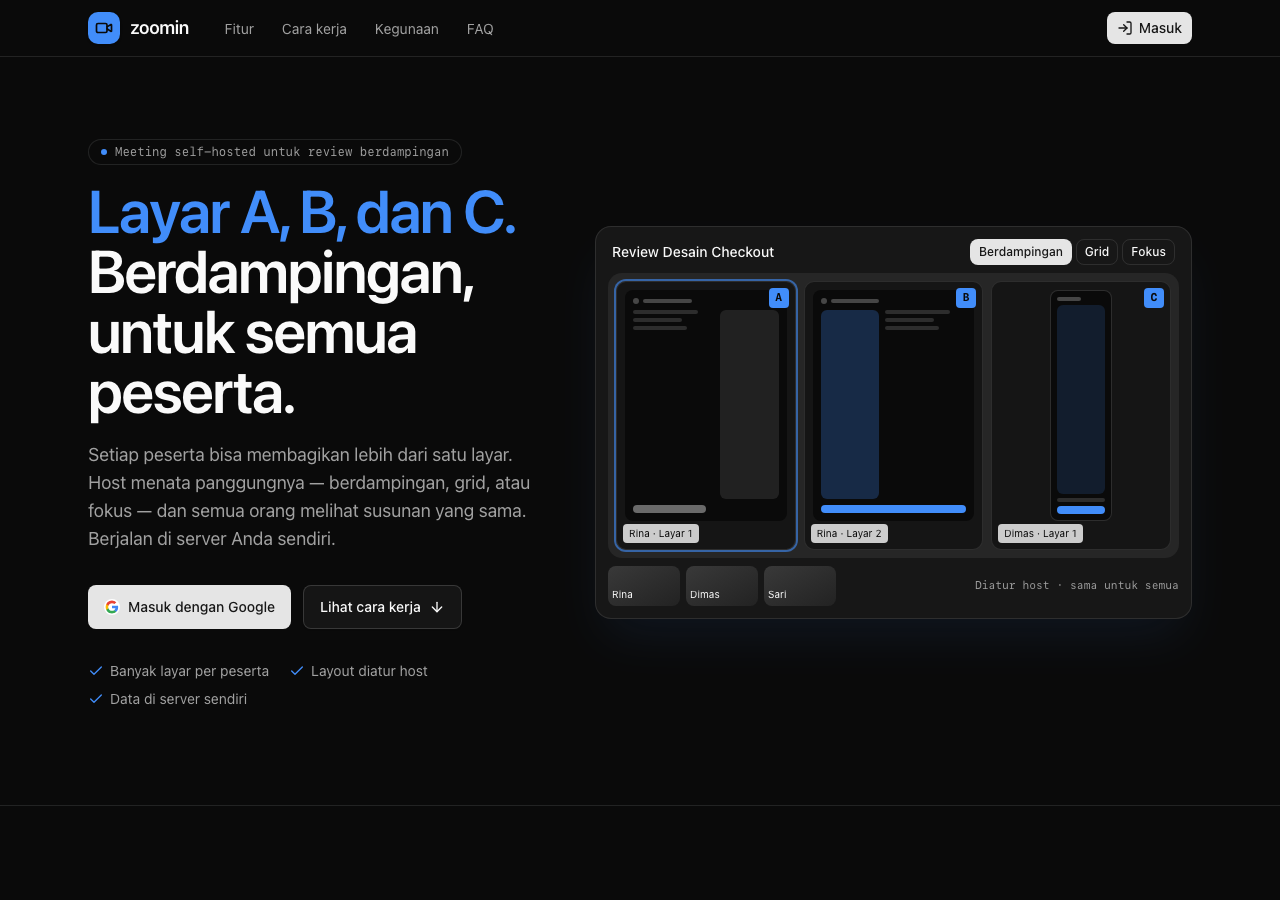 zoomin
Fitur
Cara kerja
Kegunaan
FAQ
Masuk
Meeting self-hosted untuk review berdampingan
Layar A, B, dan C.
Berdampingan,
untuk semua
peserta.
Setiap peserta bisa membagikan lebih dari satu layar.
Host menata panggungnya — berdampingan, grid, atau
fokus — dan semua orang melihat susunan yang sama.
Berjalan di server Anda sendiri.
Masuk dengan Google
Lihat cara kerja
Banyak layar per peserta
Layout diatur host
Data di server sendiri
Review Desain Checkout
Berdampingan
Grid
Fokus
A
B
C
Rina · Layar 1
Rina · Layar 2
Dimas · Layar 1
Rina
Dimas
Sari
Diatur host · sama untuk semua